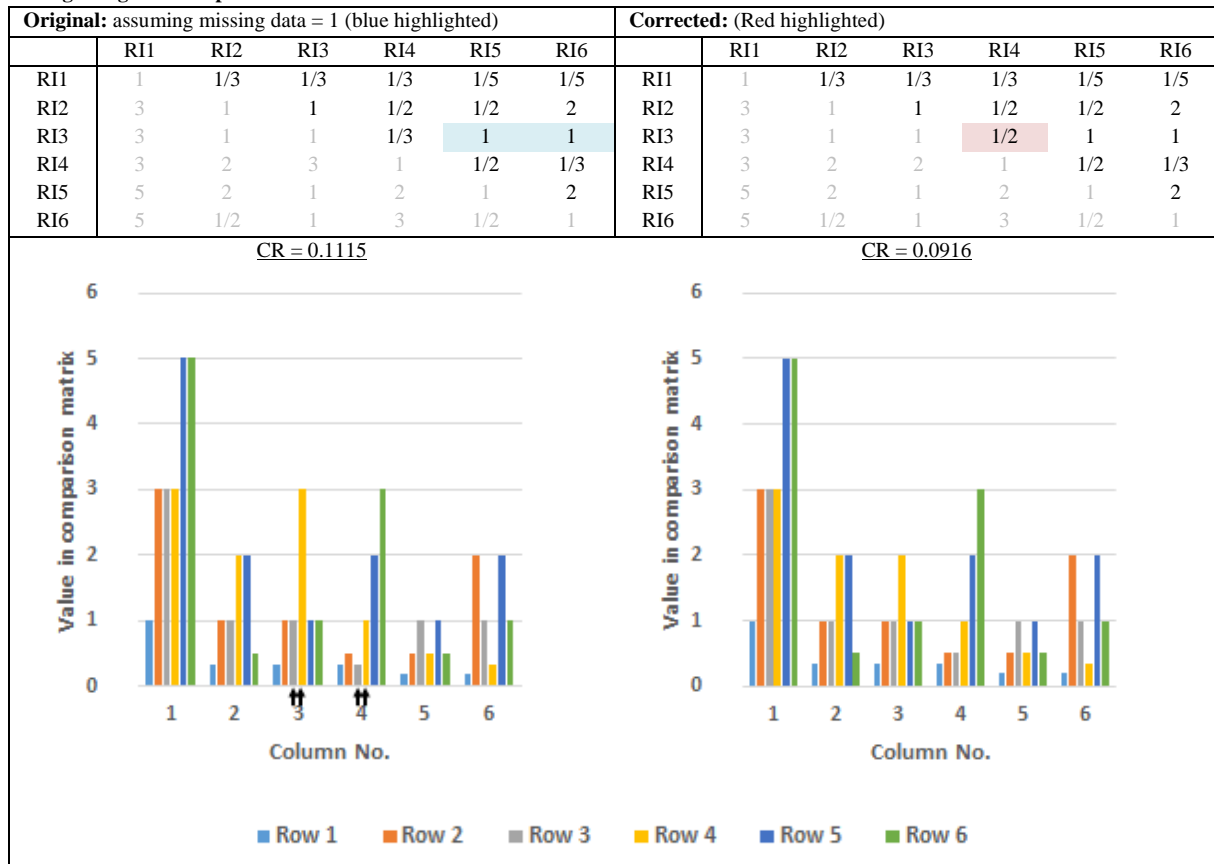 Original: assuming missing data = 1 (blue highlighted) Corrected: (Red highlighted)
RI1 RI2 RI3 RI4 RI5 RI6 RI1 RI2 RI3 RI4 RI5 RI6
RI1 1 1/3 1/3 1/3 1/5 1/5 RI1 1 1/3 1/3 1/3 1/5 1/5
RI2 3 1 1 1/2 1/2 2 RI2 3 1 1 1/2 1/2 2
RI3 3 1 1 1/3 1 1 RI3 3 1 1 1/2 1 1
RI4 3 2 3 1 1/2 1/3 RI4 3 2 2 1 1/2 1/3
RI5 5 2 1 2 1 2 RI5 5 2 1 2 1 2
RI6 5 1/2 1 3 1/2 1 RI6 5 1/2 1 3 1/2 1
CR = 0.1115 CR = 0.0916
Value in comparison matrix
6
5
4
3
2
1
0
1 2 3 4 5 6
Column No.
Value in comparison matrix
6
5
4
3
2
1
0
1 2 3 4 5 6
Column No.
Row 1 Row 2 Row 3 Row 4 Row 5 Row 6